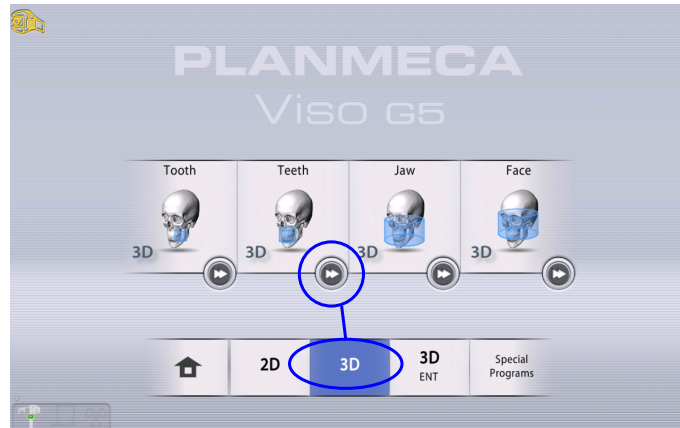 PLANMECA
Viso G5
Tooth Teeth Jaw Face
3D 3D 3D 3D
2D 3D 3D ENT Special Programs